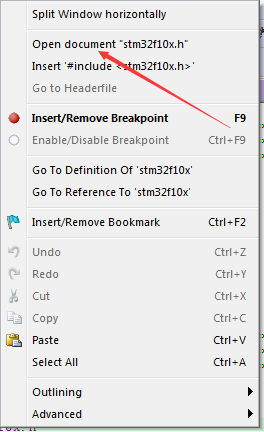 Split Window horizontally
Open document "stm32f10x.h"
Insert '#include <stm32f10x.h>'
Go to Headerfile
Insert/Remove Breakpoint F9
Enable/Disable Breakpoint Ctrl+F9
Go To Definition Of 'stm32f10x'
Go To Reference To 'stm32f10x'
Insert/Remove Bookmark Ctrl+F2
Undo Ctrl+Z
Redo Ctrl+Y
Cut Ctrl+X
Copy Ctrl+C
Paste Ctrl+V
Select All Ctrl+A
Outlining
Advanced